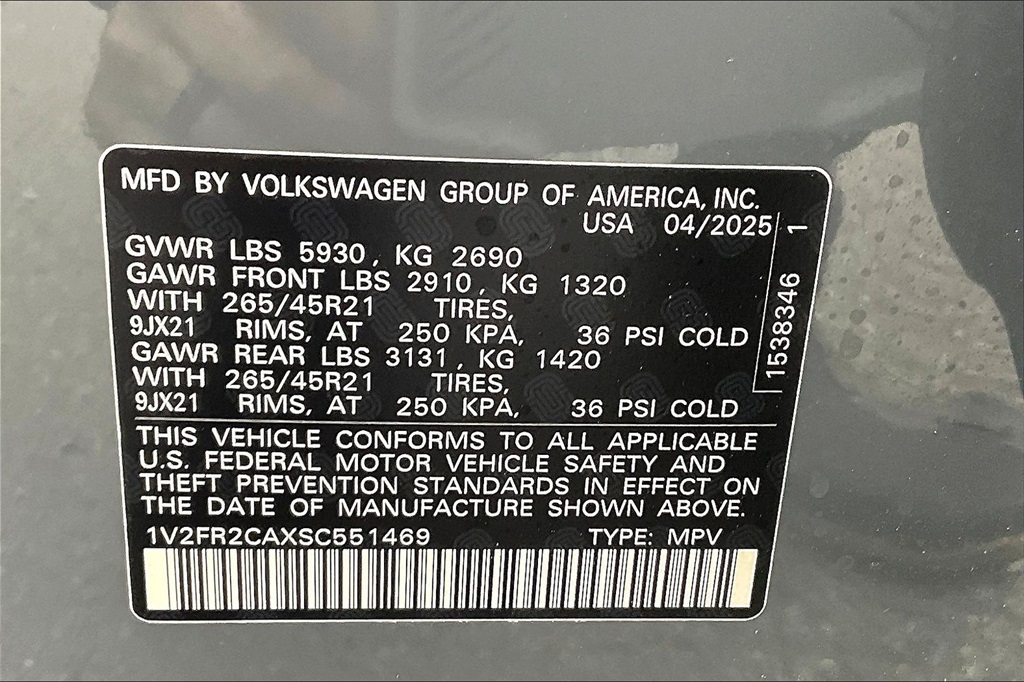 MFD BY VOLKSWAGEN GROUP OF AMERICA, INC.
USA 04/2025
GVWR LBS 5930, KG 2690
GAWR FRONT LBS 2910, KG 1320
WITH 265/45R21 TIRES,
9JX21 RIMS, AT 250 KPA, 36 PSI COLD
GAWR REAR LBS 3131, KG 1420
WITH 265/45R21 TIRES,
9JX21 RIMS, AT 250 KPA, 36 PSI COLD
1538346 1
THIS VEHICLE CONFORMS TO ALL APPLICABLE
U.S. FEDERAL MOTOR VEHICLE SAFETY AND
THEFT PREVENTION STANDARDS IN EFFECT ON
THE DATE OF MANUFACTURE SHOWN ABOVE.
1V2FR2CAXSC551469 TYPE: MPV